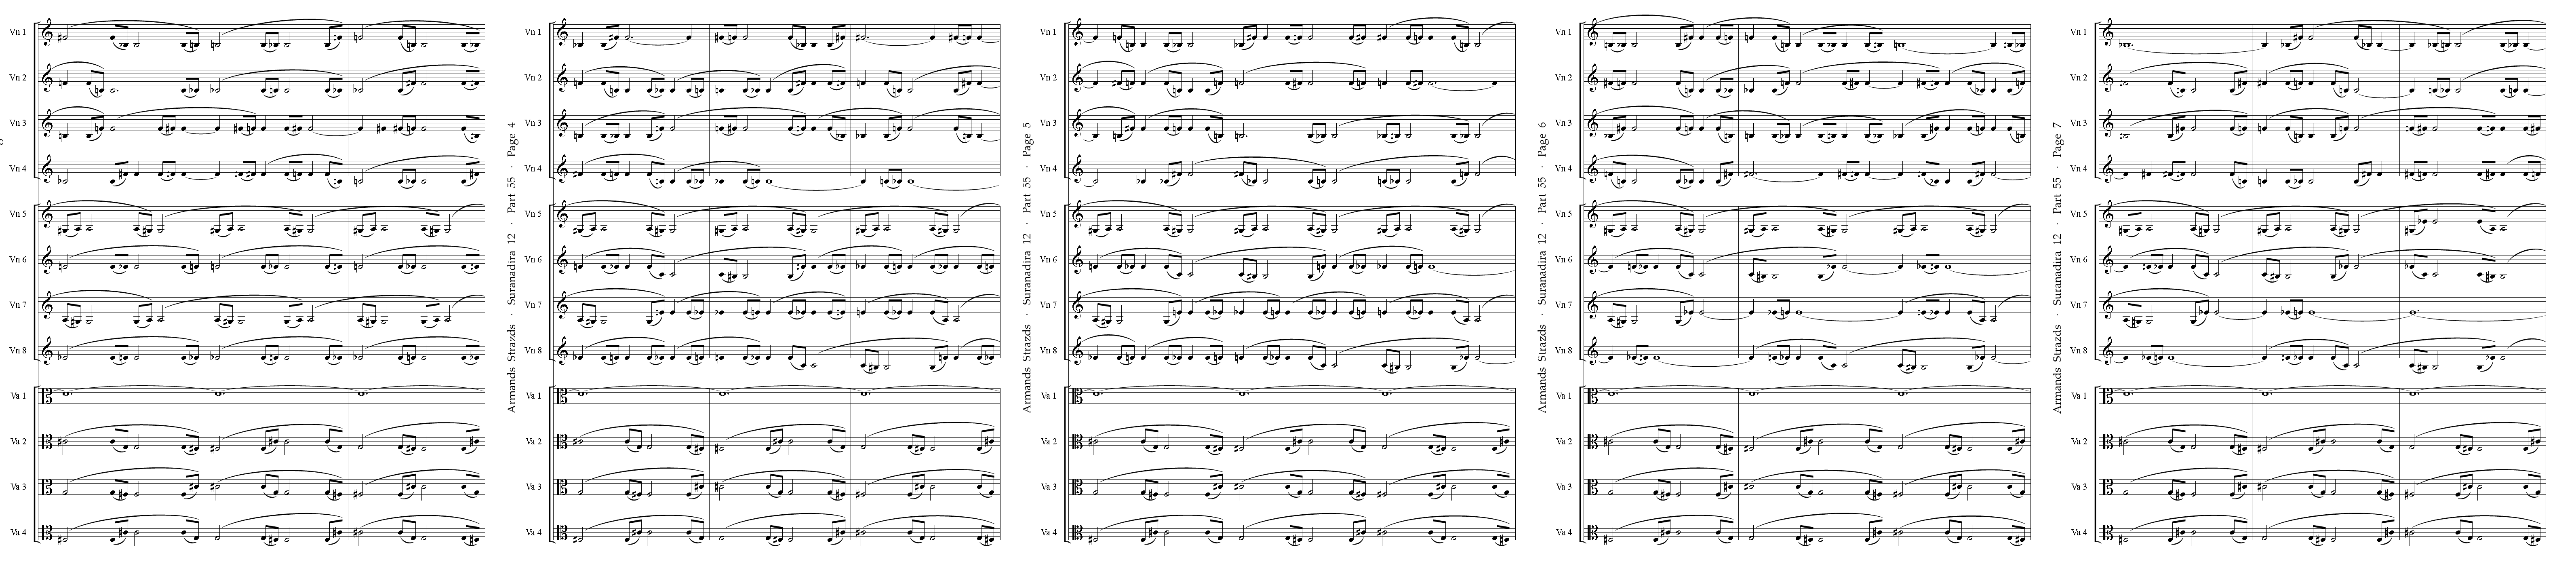 Vn 1
Vn 2
Vn 3
Vn 4
Vn 5
Vn 6
Vn 7
Vn 8
Va 1
Va 2
Va 3
Va 4
Armands Strazds · Suranadira 12 · Part 55 · Page 4
Vn 1
Vn 2
Vn 3
Vn 4
Vn 5
Vn 6
Vn 7
Vn 8
Va 1
Va 2
Va 3
Va 4
Armands Strazds · Suranadira 12 · Part 55 · Page 5
Vn 1
Vn 2
Vn 3
Vn 4
Vn 5
Vn 6
Vn 7
Vn 8
Va 1
Va 2
Va 3
Va 4
Armands Strazds · Suranadira 12 · Part 55 · Page 6
Vn 1
Vn 2
Vn 3
Vn 4
Vn 5
Vn 6
Vn 7
Vn 8
Va 1
Va 2
Va 3
Va 4
Armands Strazds · Suranadira 12 · Part 55 · Page 7
Vn 1
Vn 2
Vn 3
Vn 4
Vn 5
Vn 6
Vn 7
Vn 8
Va 1
Va 2
Va 3
Va 4